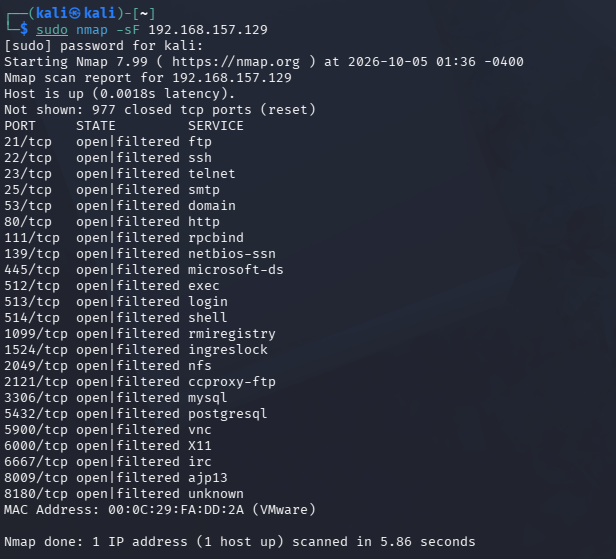 ┌──(kali㉿kali)-[~]
└─$ sudo nmap -sF 192.168.157.129
[sudo] password for kali:
Starting Nmap 7.99 ( https://nmap.org ) at 2026-10-05 01:36 -0400
Nmap scan report for 192.168.157.129
Host is up (0.0018s latency).
Not shown: 977 closed tcp ports (reset)
PORT     STATE         SERVICE
21/tcp   open|filtered ftp
22/tcp   open|filtered ssh
23/tcp   open|filtered telnet
25/tcp   open|filtered smtp
53/tcp   open|filtered domain
80/tcp   open|filtered http
111/tcp  open|filtered rpcbind
139/tcp  open|filtered netbios-ssn
445/tcp  open|filtered microsoft-ds
512/tcp  open|filtered exec
513/tcp  open|filtered login
514/tcp  open|filtered shell
1099/tcp open|filtered rmiregistry
1524/tcp open|filtered ingreslock
2049/tcp open|filtered nfs
2121/tcp open|filtered ccproxy-ftp
3306/tcp open|filtered mysql
5432/tcp open|filtered postgresql
5900/tcp open|filtered vnc
6000/tcp open|filtered X11
6667/tcp open|filtered irc
8009/tcp open|filtered ajp13
8180/tcp open|filtered unknown
MAC Address: 00:0C:29:FA:DD:2A (VMware)
Nmap done: 1 IP address (1 host up) scanned in 5.86 seconds